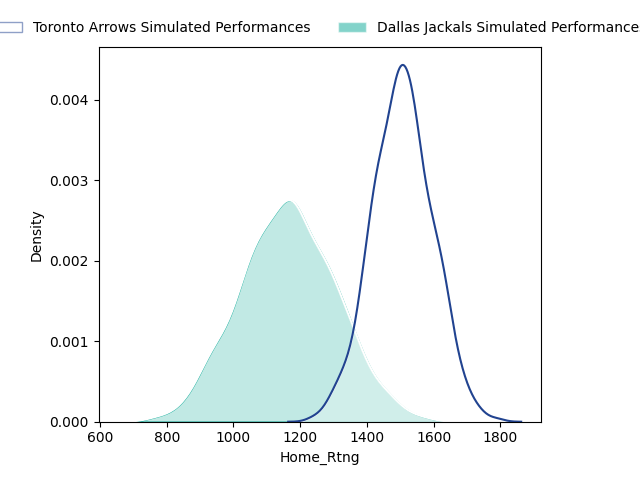 Toronto Arrows Simulated Performances Dallas Jackals Simulated Performance
Density
0.004
0.003
0.002
0.001
0.000
600 800 1000 1200 1400 1600 1800
Home_Rtng